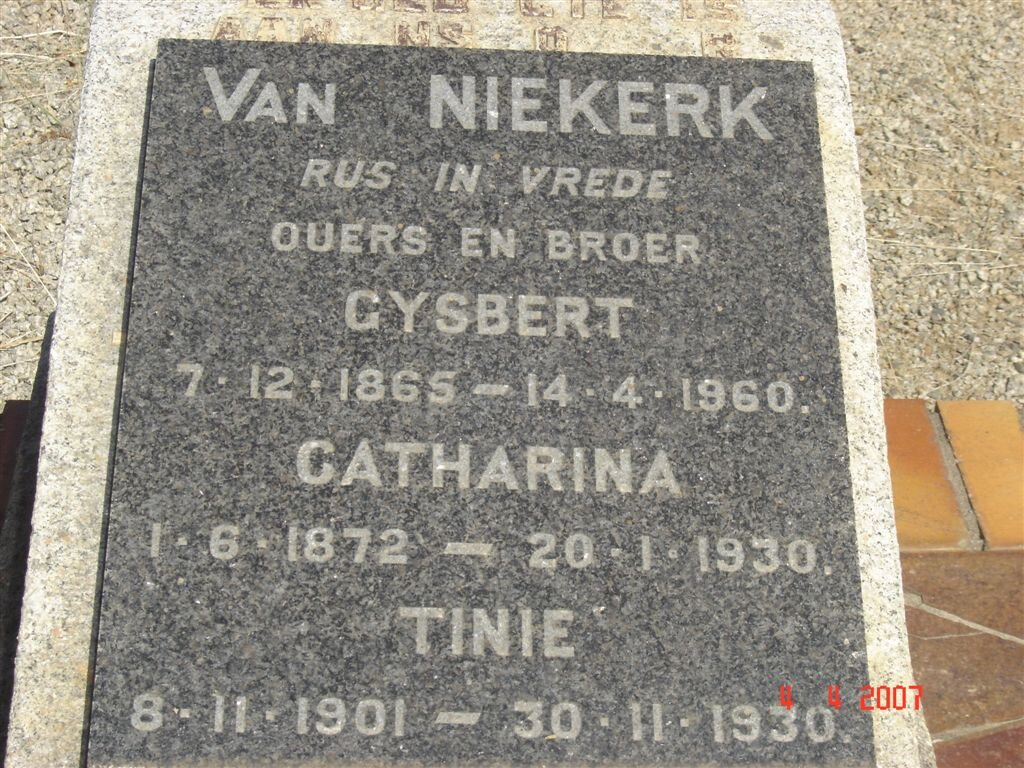 VAN NIEKERK
RUS IN VREDE
OUERS EN BROER
GYSBERT
7·12·1865 — 14·4·1960.
CATHARINA
1·6·1872 — 20·1·1930.
TINIE
8·11·1901 — 30·11·1930.
4 4 2007